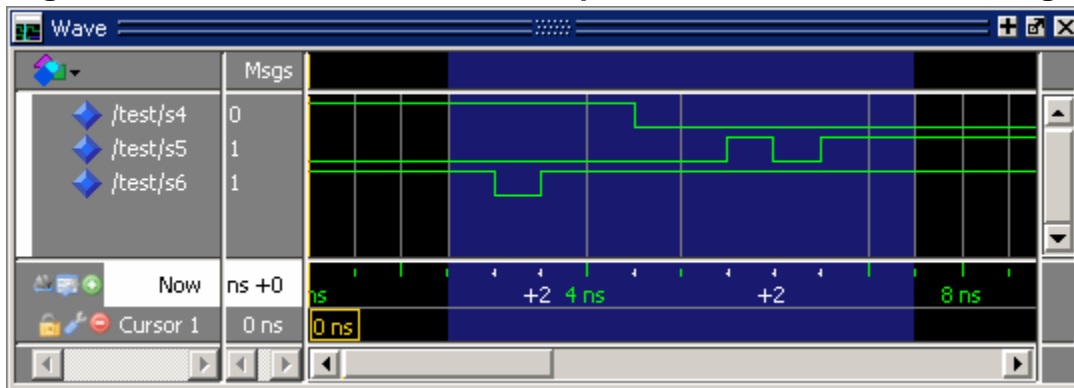 Wave
Msgs
/test/s4 0
/test/s5 1
/test/s6 1
Now ns +0 ns +2 4 ns +2 8 ns
Cursor 1 0 ns 0 ns